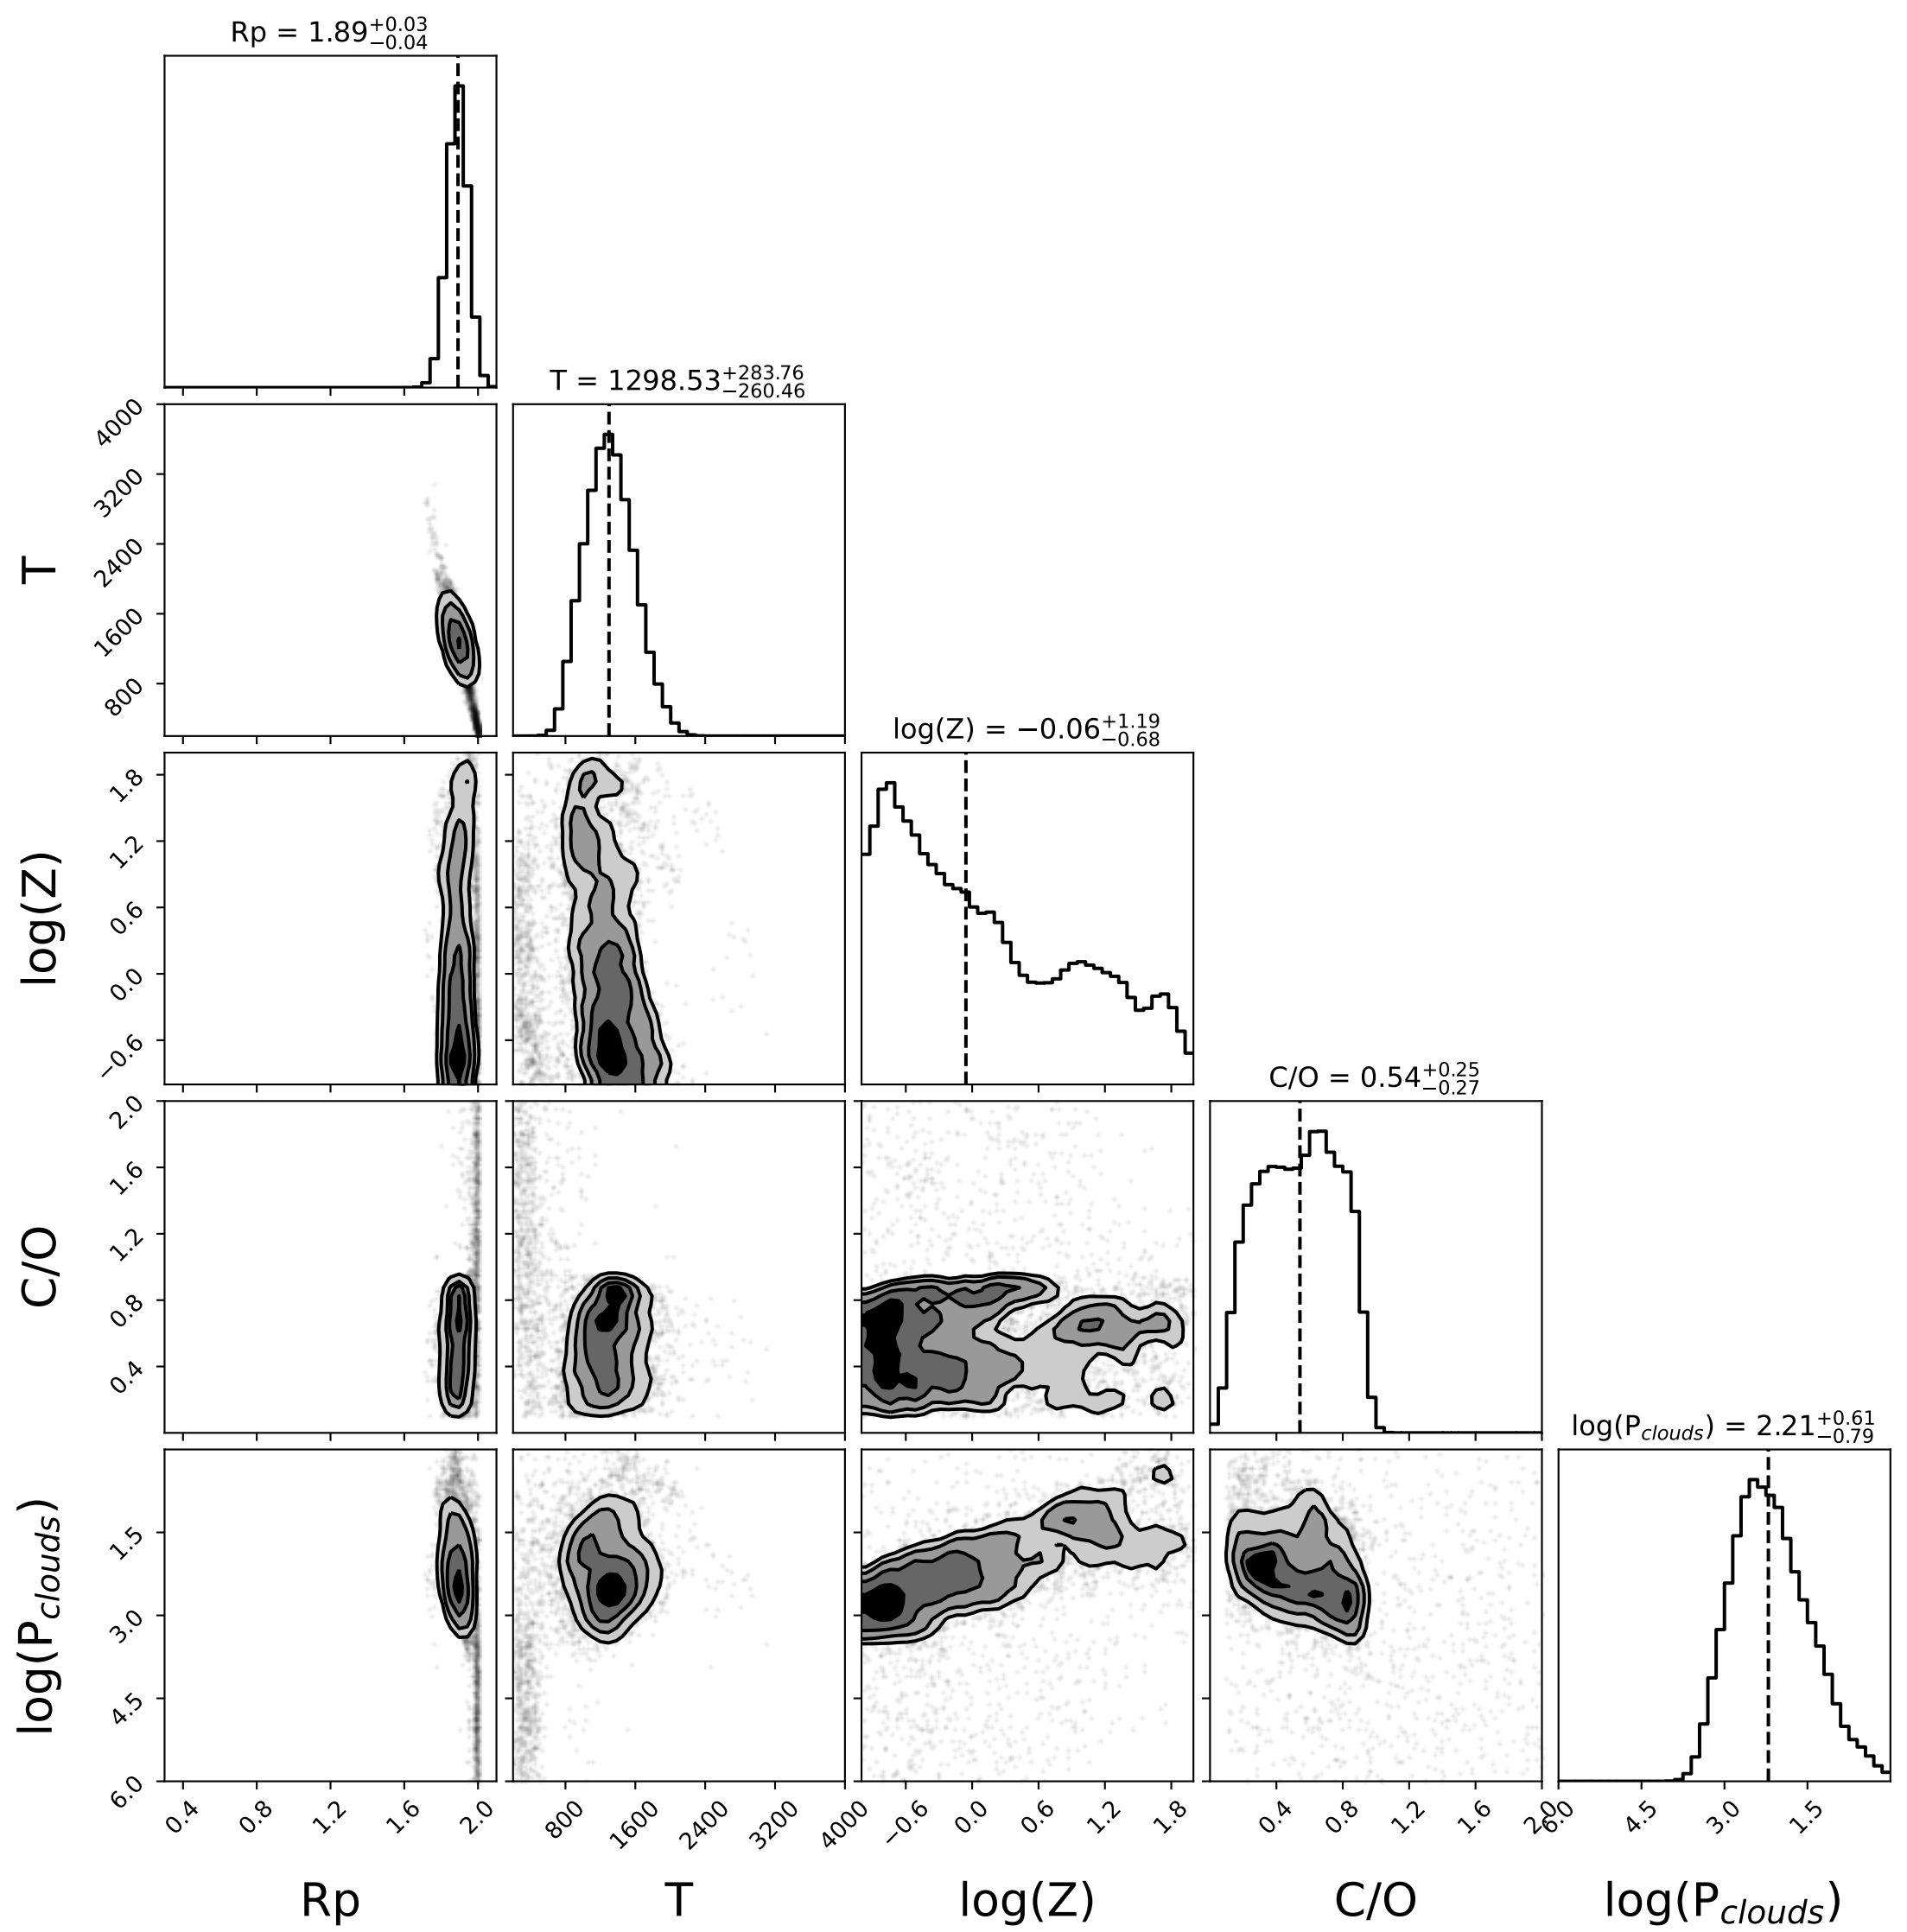 Rp = 1.89+0.03−0.04
T = 1298.53+283.76−260.46
4000
3200
2400
1600
800
T
log(Z) = −0.06+1.19−0.68
1.8
1.2
0.6
0.0
−0.6
log(Z)
C/O = 0.54+0.25−0.27
2.0
1.6
1.2
0.8
0.4
C/O
log(Pclouds) = 2.21+0.61−0.79
1.5
3.0
4.5
6.0
log(Pclouds)
0.4 0.8 1.2 1.6 2.0 800 1600 2400 3200 4000 −0.6 0.0 0.6 1.2 1.8 0.4 0.8 1.2 1.6 2.0 6.0 4.5 3.0 1.5
Rp T log(Z) C/O log(Pclouds)